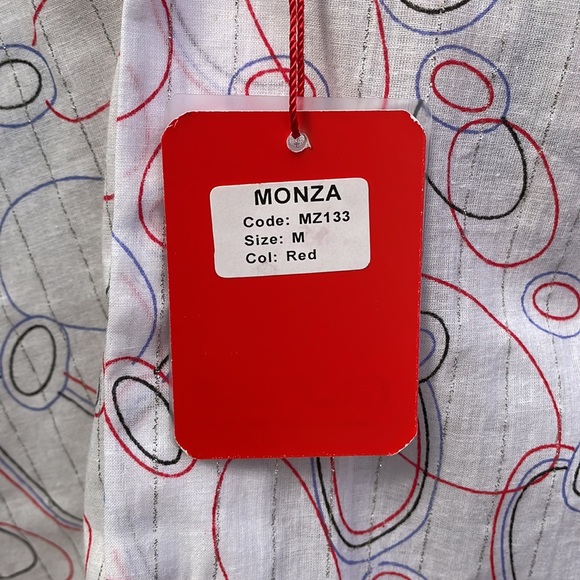 MONZA
Code: MZ133
Size: M
Col: Red